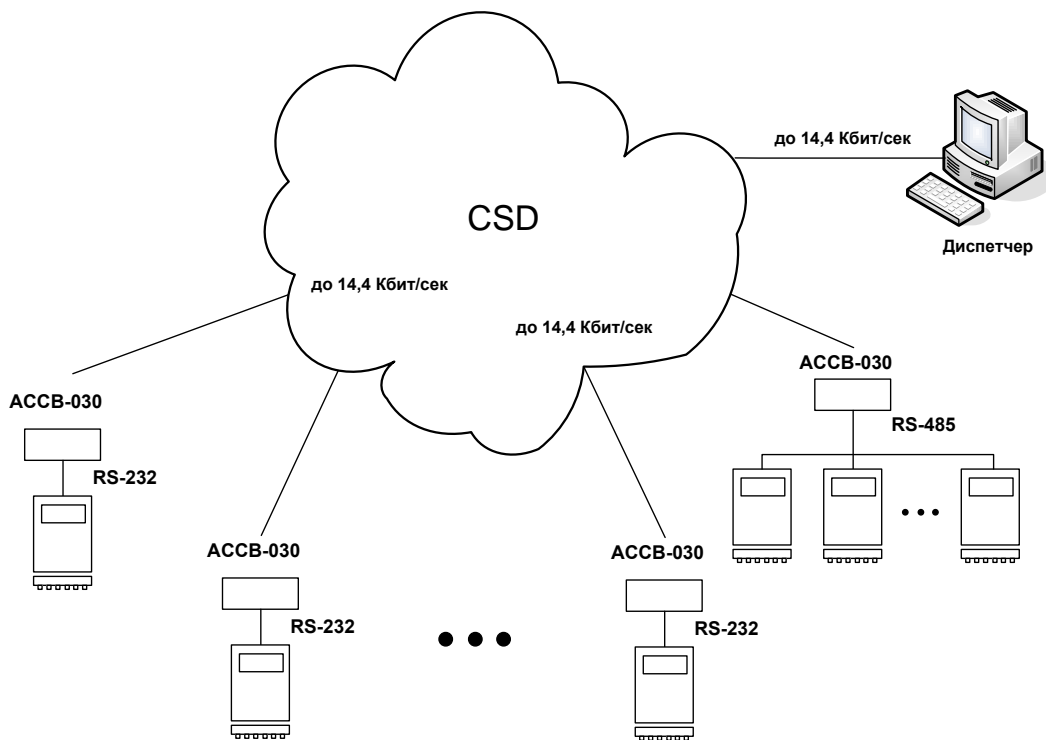 до 14,4 Кбит/сек
CSD
Диспетчер
до 14,4 Кбит/сек
до 14,4 Кбит/сек
АССВ-030
RS-485
АССВ-030
RS-232
АССВ-030
RS-232
АССВ-030
RS-232